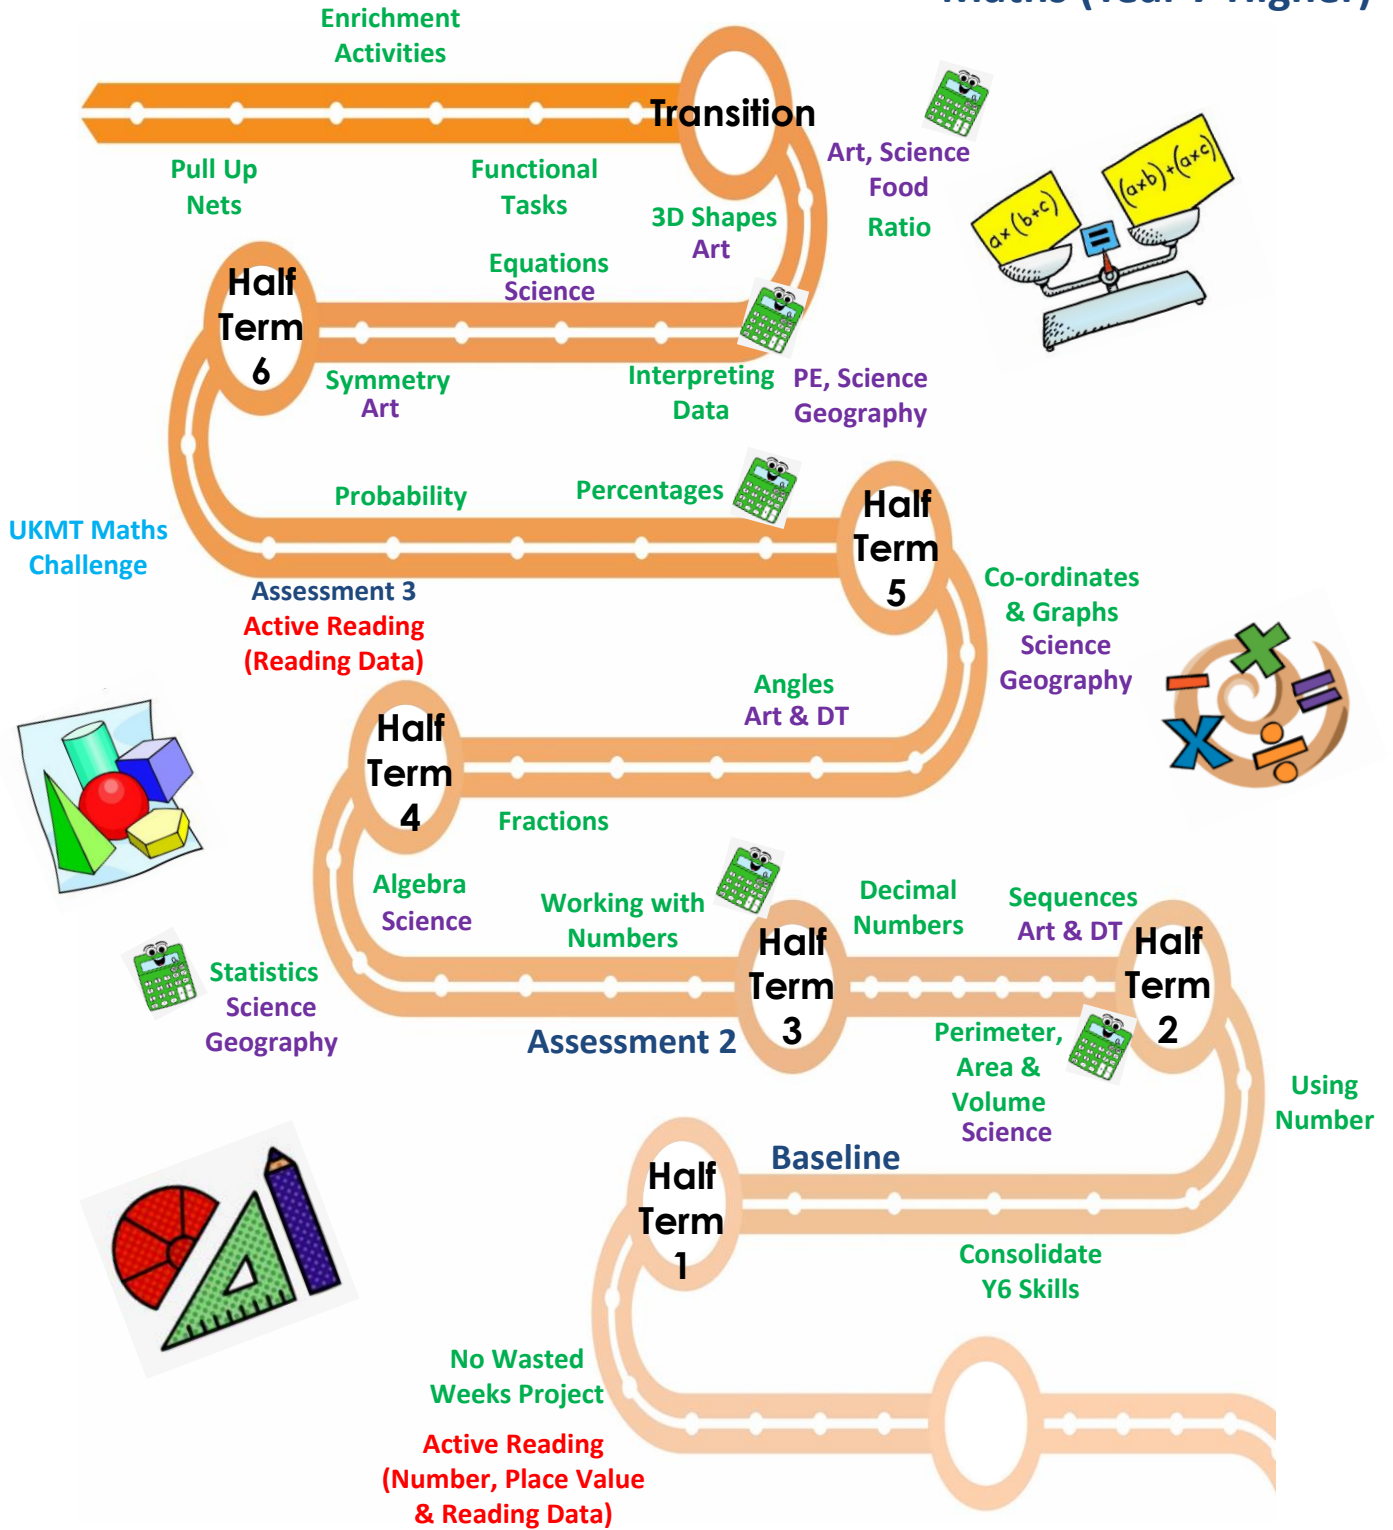 Maths (Year 7 Higher)
Enrichment
Activities
Transition
Pull Up
Nets
Functional
Tasks
3D Shapes
Art
Art, Science
Food
Ratio
a×(b+c)
=
(a×b)+(a×c)
Half
Term
6
Equations
Science
Symmetry
Art
Interpreting
Data
PE, Science
Geography
Probability
Percentages
Half
Term
5
UKMT Maths
Challenge
Assessment 3
Active Reading
(Reading Data)
Co-ordinates
& Graphs
Science
Geography
Angles
Art & DT
Half
Term
4
Fractions
Algebra
Science
Working with
Numbers
Decimal
Numbers
Sequences
Art & DT
Half
Term
3
Half
Term
2
Statistics
Science
Geography
Assessment 2
Perimeter,
Area &
Volume
Science
Using
Number
Half
Term
1
Baseline
Consolidate
Y6 Skills
No Wasted
Weeks Project
Active Reading
(Number, Place Value
& Reading Data)